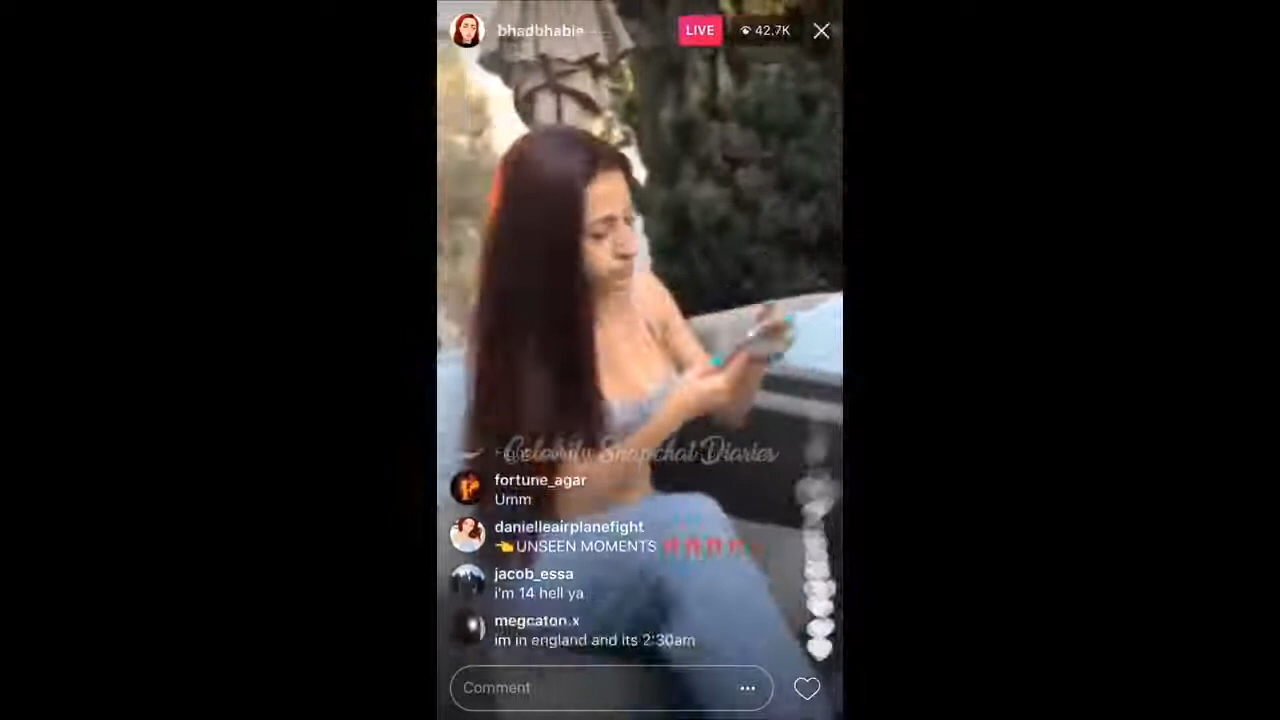 bhadbhabie
LIVE
42.7K
Celebrity Snapchat Diaries
fortune_agar
Umm
danielleairplanefight
👈UNSEEN MOMENTS
jacob_essa
i'm 14 hell ya
megcaton.x
im in england and its 2:30am
Comment